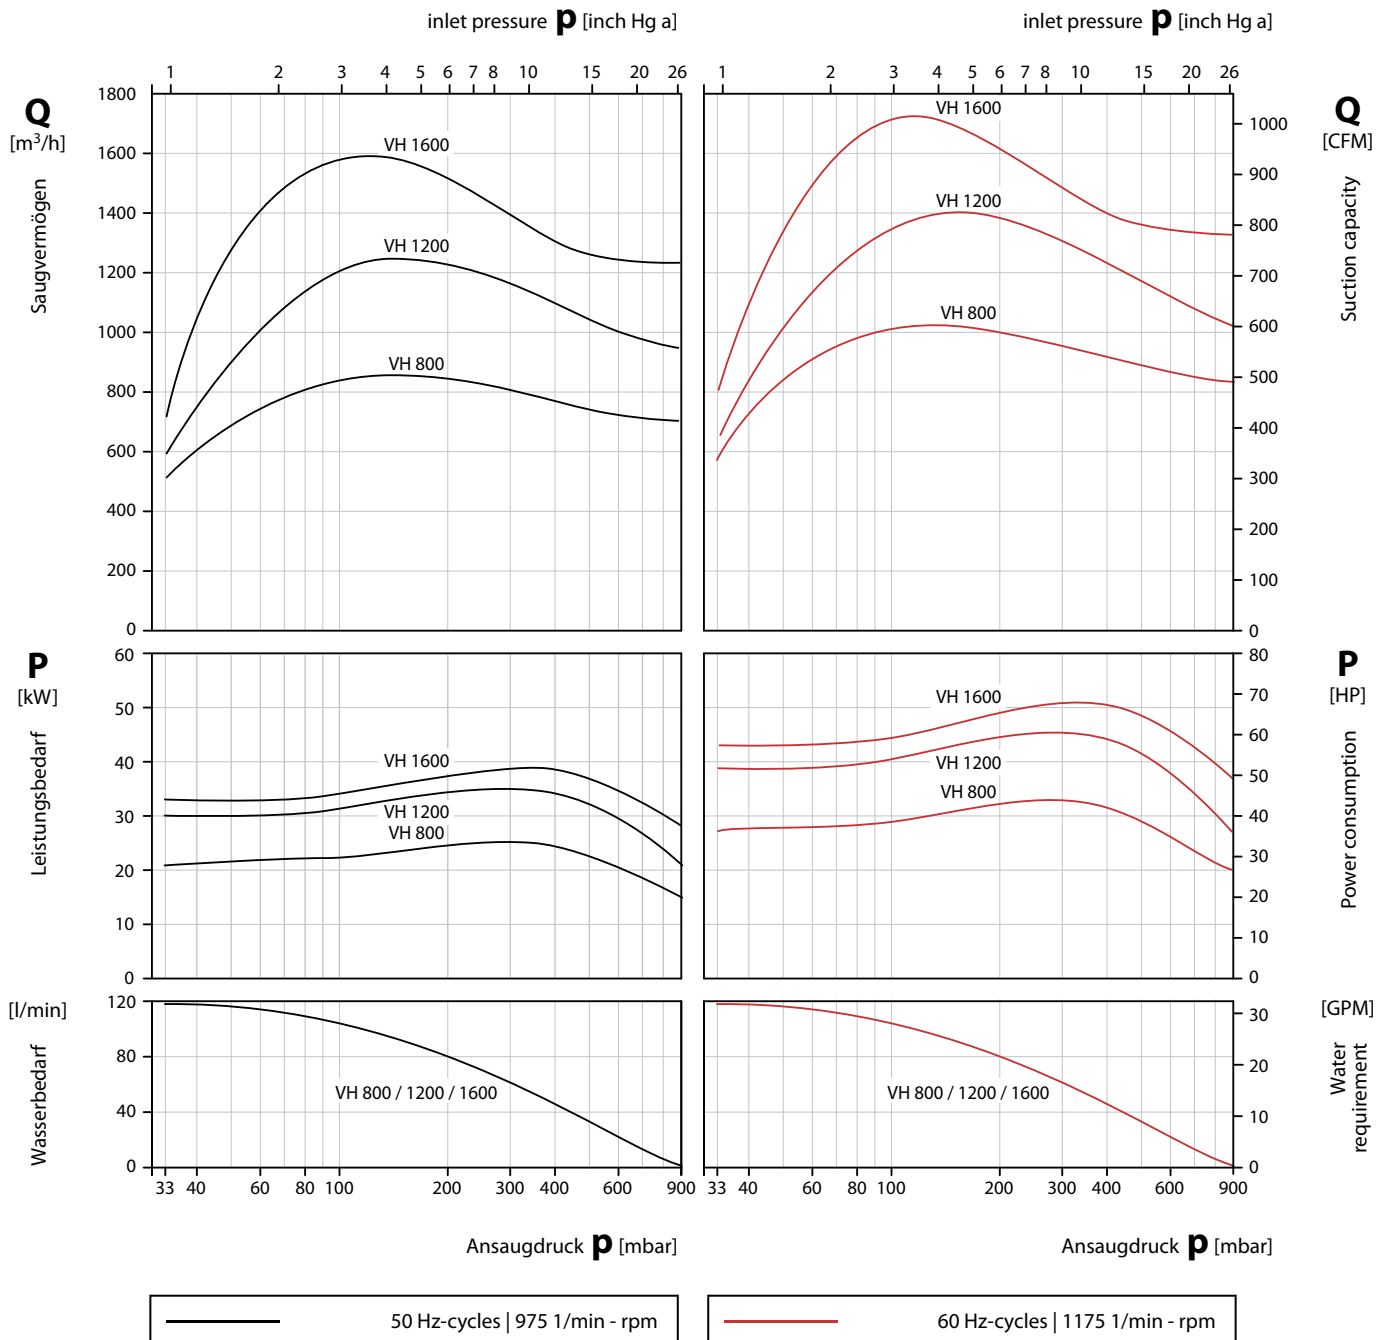 inlet pressure p [inch Hg a]
inlet pressure p [inch Hg a]
1 2 3 4 5 6 7 8 10 15 20 26
1 2 3 4 5 6 7 8 10 15 20 26
Q
[m³/h]
Saugvermögen
1800
1600
1400
1200
1000
800
600
400
200
0
VH 1600
VH 1200
VH 800
VH 1600
VH 1200
VH 800
Q
[CFM]
Suction capacity
1000
900
800
700
600
500
400
300
200
100
0
P
[kW]
Leistungsbedarf
60
50
40
30
20
10
0
VH 1600
VH 1200
VH 800
VH 1600
VH 1200
VH 800
P
[HP]
Power consumption
80
70
60
50
40
30
20
10
0
[l/min]
Wasserbedarf
120
80
40
0
VH 800 / 1200 / 1600
VH 800 / 1200 / 1600
[GPM]
Water
requirement
30
20
10
0
33 40 60 80 100 200 300 400 600 900
33 40 60 80 100 200 300 400 600 900
Ansaugdruck p [mbar]
Ansaugdruck p [mbar]
50 Hz-cycles | 975 1/min - rpm
60 Hz-cycles | 1175 1/min - rpm